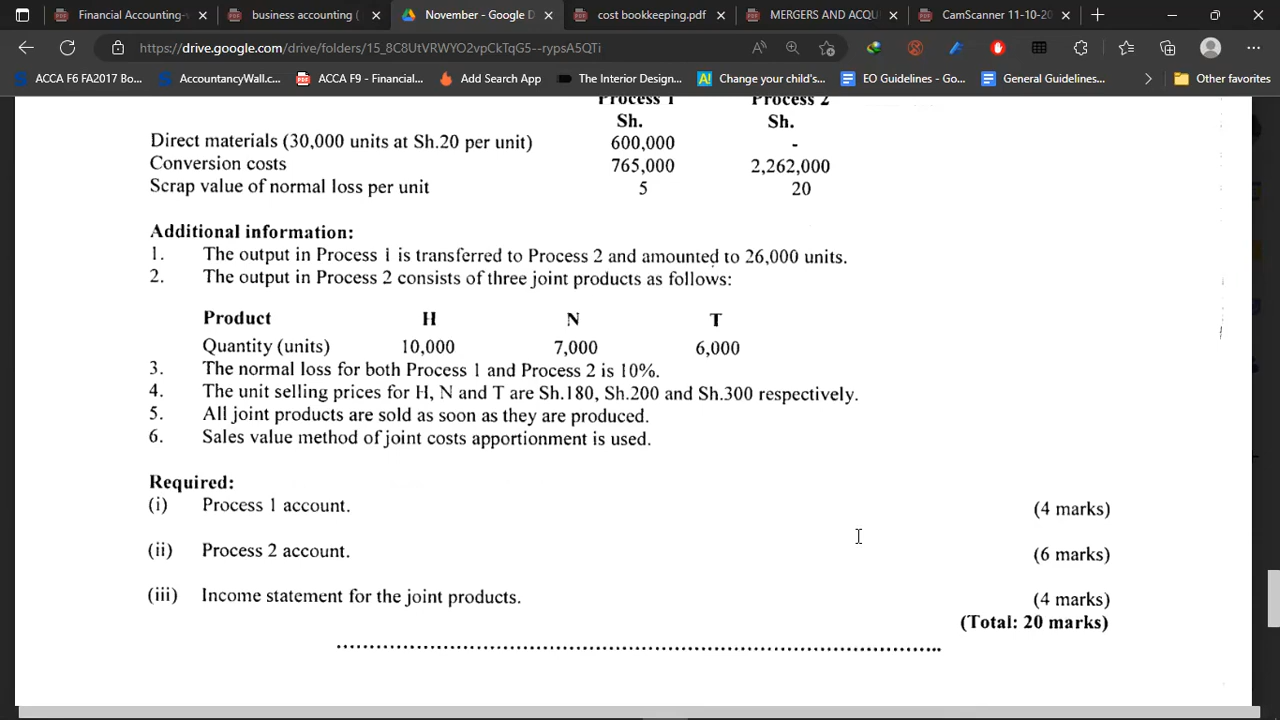 Financial Accounting-
business accounting (
November - Google D
cost bookkeeping.pdf
MERGERS AND ACQU
CamScanner 11-10-20
https://drive.google.com/drive/folders/15_8C8UtVRWYO2vpCkTqG5--rypsA5QTi
ACCA F6 FA2017 Bo...
AccountancyWall.co...
ACCA F9 - Financial...
Add Search App
The Interior Design...
Change your child's...
EO Guidelines - Go...
General Guidelines...
Other favorites
Process 1 Process 2
Sh. Sh.
Direct materials (30,000 units at Sh.20 per unit) 600,000 -
Conversion costs 765,000 2,262,000
Scrap value of normal loss per unit 5 20
Additional information:
1. The output in Process 1 is transferred to Process 2 and amounted to 26,000 units.
2. The output in Process 2 consists of three joint products as follows:
Product H N T
Quantity (units) 10,000 7,000 6,000
3. The normal loss for both Process 1 and Process 2 is 10%.
4. The unit selling prices for H, N and T are Sh.180, Sh.200 and Sh.300 respectively.
5. All joint products are sold as soon as they are produced.
6. Sales value method of joint costs apportionment is used.
Required:
(i) Process 1 account. (4 marks)
(ii) Process 2 account. (6 marks)
(iii) Income statement for the joint products. (4 marks)
(Total: 20 marks)